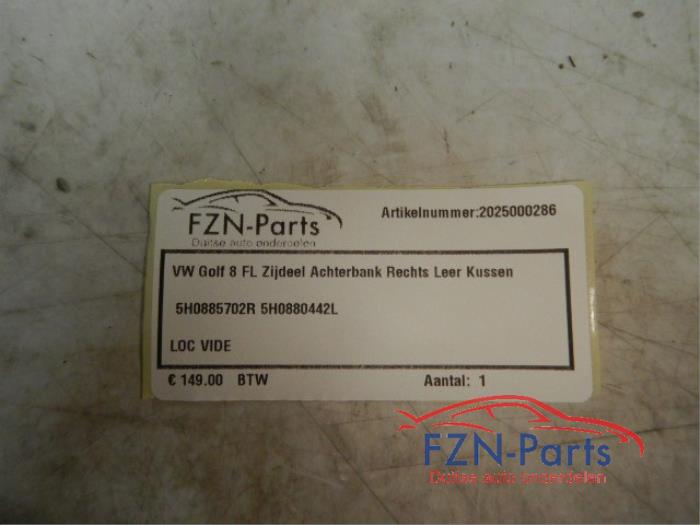 FZN-Parts
Duitse auto onderdelen
Artikelnummer:2025000286
VW Golf 8 FL Zijdeel Achterbank Rechts Leer Kussen
5H0885702R 5H0880442L
LOC VIDE
€ 149.00 BTW Aantal: 1
FZN-Parts
Duitse auto onderdelen